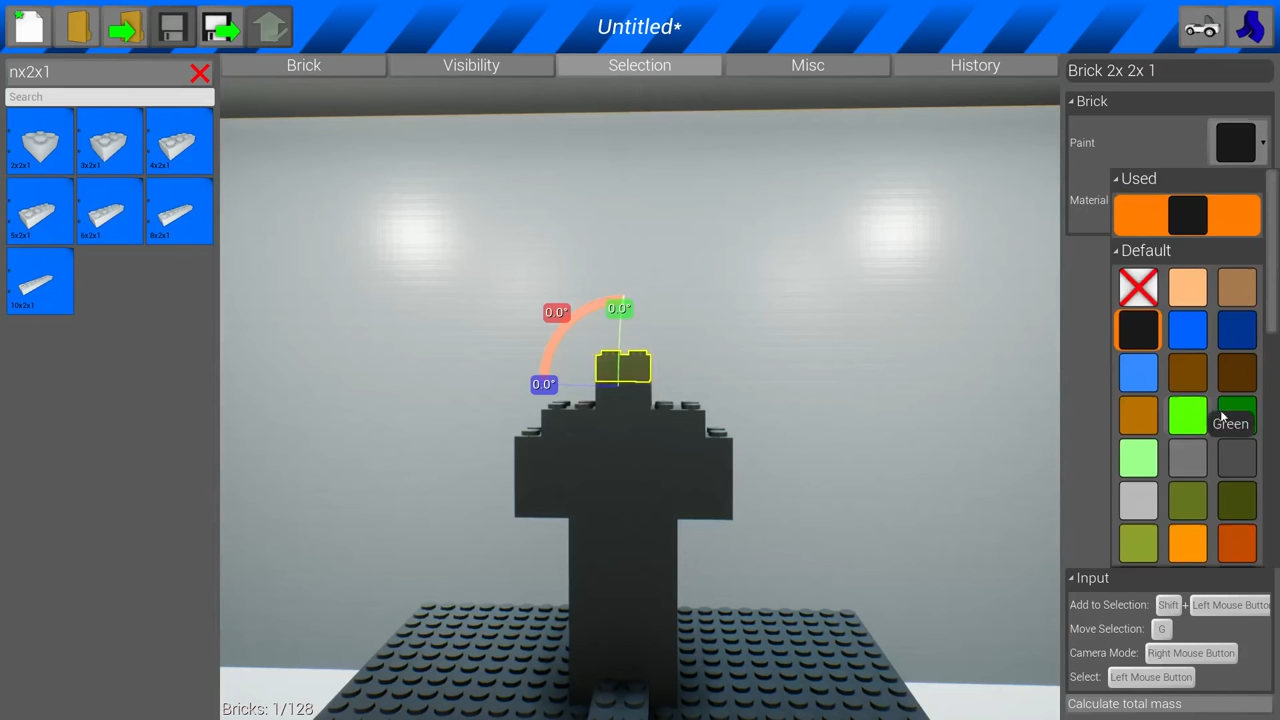 Untitled*
nx2x1
Search
2x2x1
3x2x1
4x2x1
5x2x1
6x2x1
8x2x1
10x2x1
Brick
Visibility
Selection
Misc
History
0.0°
0.0°
0.0°
Bricks: 1/128
Brick 2x 2x 1
Brick
Paint
Material
Used
Default
Green
Input
Add to Selection: Shift + Left Mouse Button
Move Selection: G
Camera Mode: Right Mouse Button
Select: Left Mouse Button
Calculate total mass